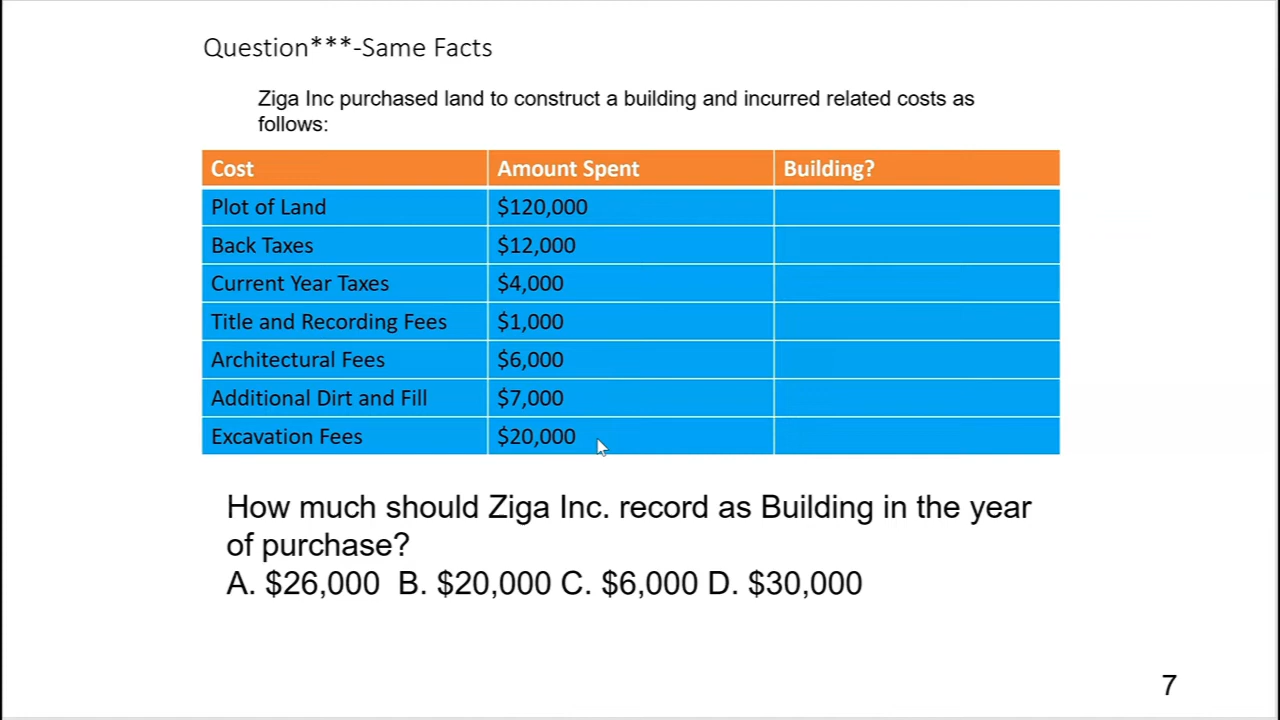 Question***-Same Facts
Ziga Inc purchased land to construct a building and incurred related costs as
follows:
Cost Amount Spent Building?
Plot of Land $120,000
Back Taxes $12,000
Current Year Taxes $4,000
Title and Recording Fees $1,000
Architectural Fees $6,000
Additional Dirt and Fill $7,000
Excavation Fees $20,000
How much should Ziga Inc. record as Building in the year
of purchase?
A. $26,000 B. $20,000 C. $6,000 D. $30,000
7